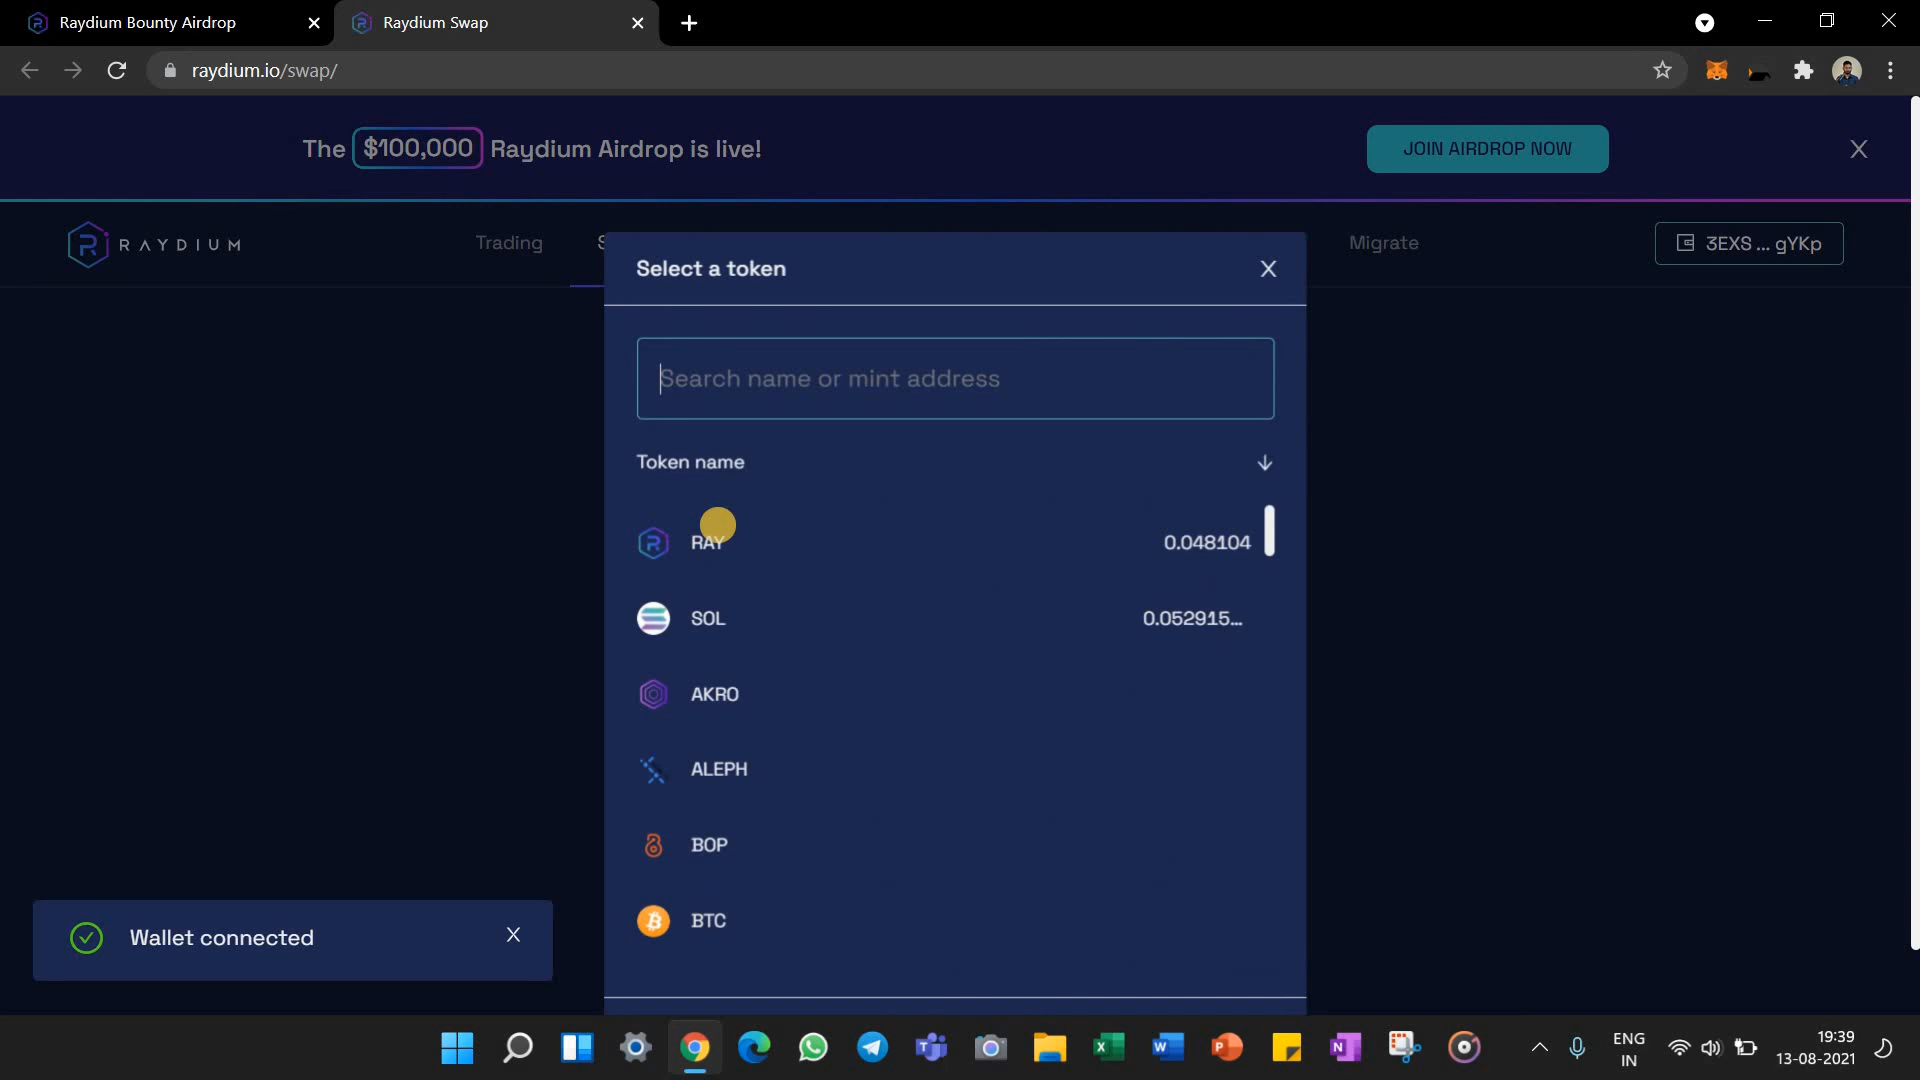 Raydium Bounty Airdrop
Raydium Swap
raydium.io/swap/
The $100,000 Raydium Airdrop is live!
JOIN AIRDROP NOW
X
RAYDIUM
Trading
S
Migrate
3EXS ... gYKp
Select a token
X
Search name or mint address
Token name
RAY
0.048104
SOL
0.052915...
AKRO
ALEPH
BOP
BTC
Wallet connected
X
ENG
IN
19:39
13-08-2021